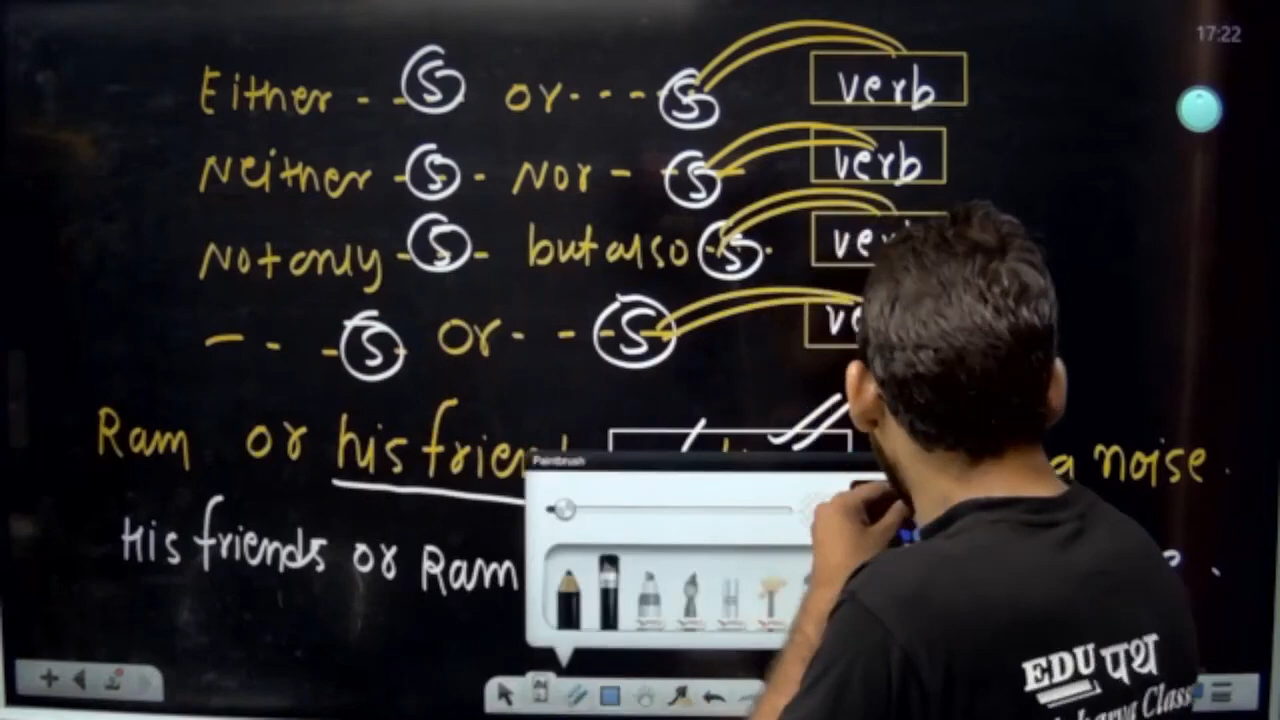 17:22
Either - - S or - - - - S verb
Neither - S - Nor - - S - verb
Not only - S - but also - S - .
- - - S - or - - - S -
Ram or his a noise .
His friends or Ram
Paintbrush
EDU पथ